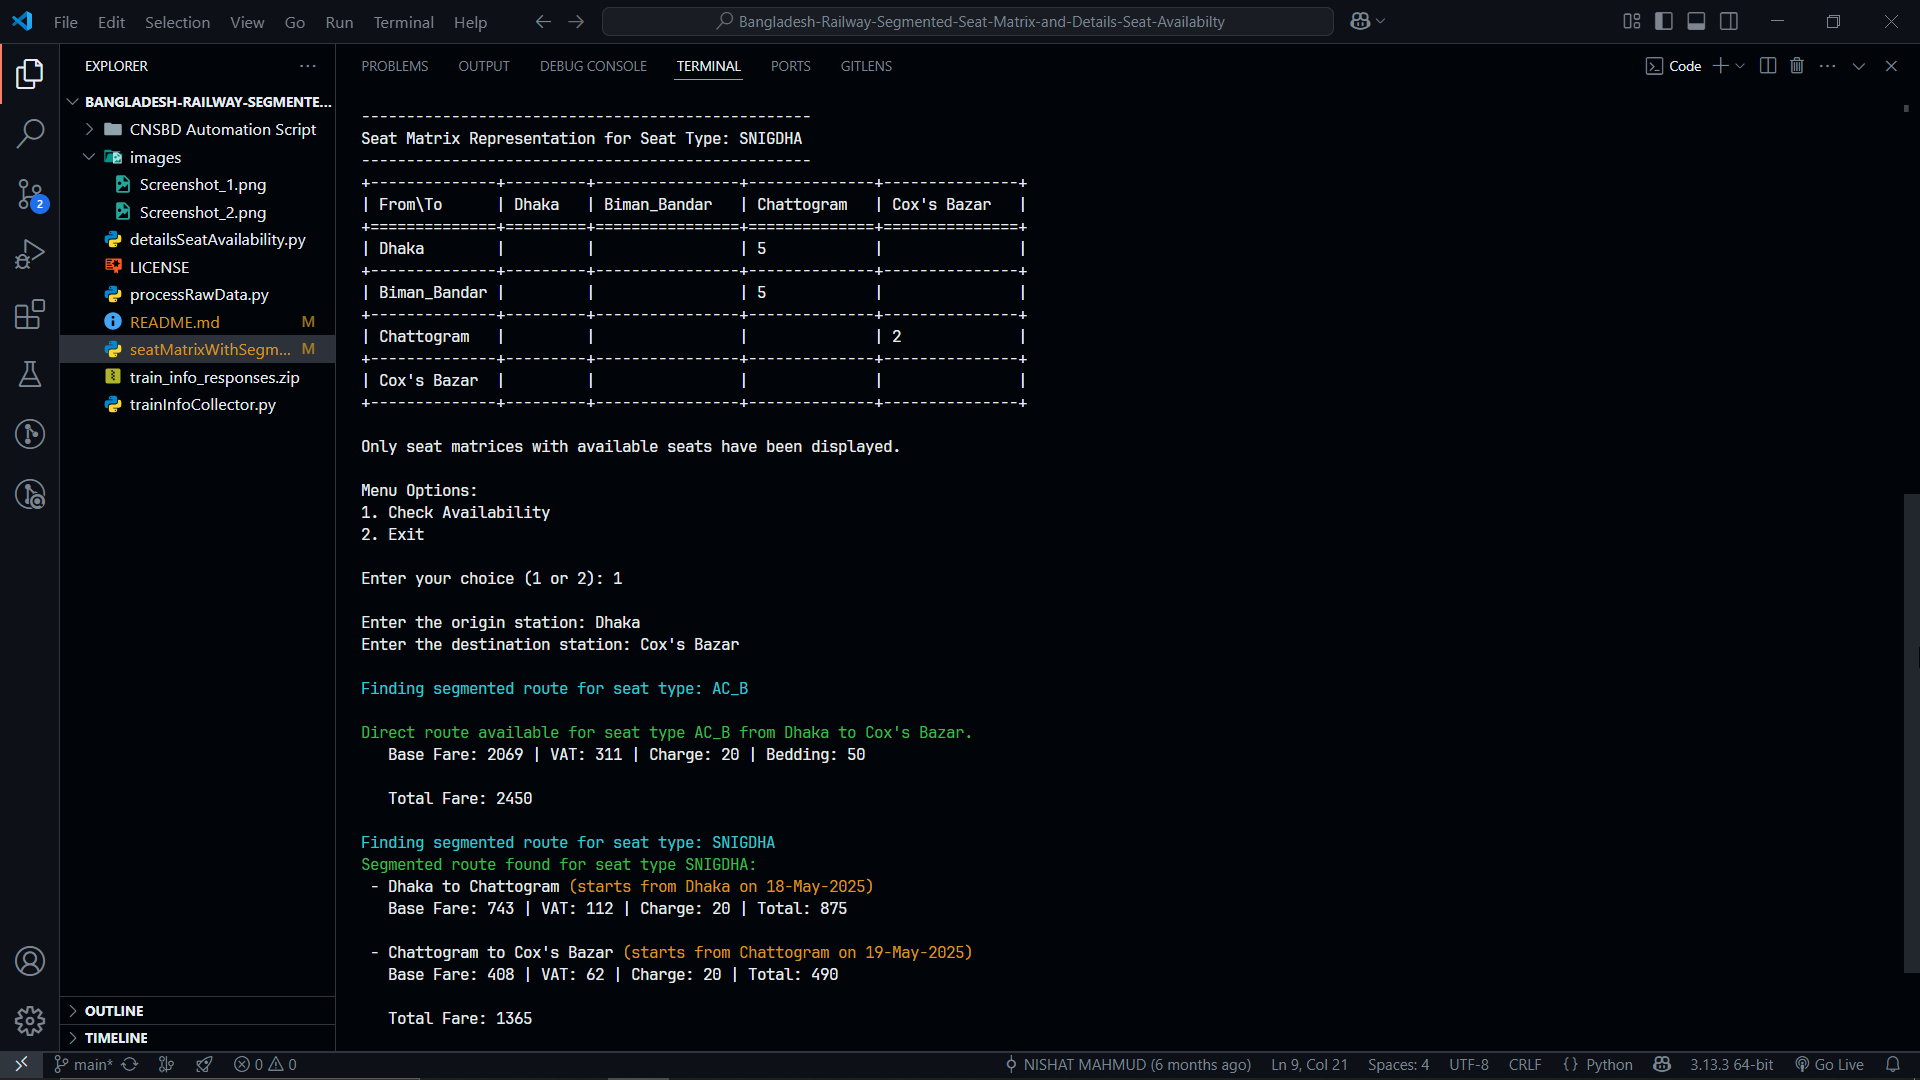 File Edit Selection View Go Run Terminal Help
Bangladesh-Railway-Segmented-Seat-Matrix-and-Details-Seat-Availabilty
EXPLORER
BANGLADESH-RAILWAY-SEGMENTE...
CNSBD Automation Script
images
Screenshot_1.png
Screenshot_2.png
detailsSeatAvailability.py
LICENSE
processRawData.py
README.md M
seatMatrixWithSegm... M
train_info_responses.zip
trainInfoCollector.py
OUTLINE
TIMELINE
2
PROBLEMS OUTPUT DEBUG CONSOLE TERMINAL PORTS GITLENS
Code
--------------------------------------------------
Seat Matrix Representation for Seat Type: SNIGDHA
--------------------------------------------------
+--------------+---------+----------------+--------------+---------------+
| From\To      | Dhaka   | Biman_Bandar   | Chattogram   | Cox's Bazar   |
+==============+=========+================+==============+===============+
| Dhaka        |         |                | 5            |               |
+--------------+---------+----------------+--------------+---------------+
| Biman_Bandar |         |                | 5            |               |
+--------------+---------+----------------+--------------+---------------+
| Chattogram   |         |                |              | 2             |
+--------------+---------+----------------+--------------+---------------+
| Cox's Bazar  |         |                |              |               |
+--------------+---------+----------------+--------------+---------------+
Only seat matrices with available seats have been displayed.
Menu Options:
1. Check Availability
2. Exit
Enter your choice (1 or 2): 1
Enter the origin station: Dhaka
Enter the destination station: Cox's Bazar
Finding segmented route for seat type: AC_B
Direct route available for seat type AC_B from Dhaka to Cox's Bazar.
Base Fare: 2069 | VAT: 311 | Charge: 20 | Bedding: 50
Total Fare: 2450
Finding segmented route for seat type: SNIGDHA
Segmented route found for seat type SNIGDHA:
- Dhaka to Chattogram (starts from Dhaka on 18-May-2025)
Base Fare: 743 | VAT: 112 | Charge: 20 | Total: 875
- Chattogram to Cox's Bazar (starts from Chattogram on 19-May-2025)
Base Fare: 408 | VAT: 62 | Charge: 20 | Total: 490
Total Fare: 1365
main* 0 0 NISHAT MAHMUD (6 months ago) Ln 9, Col 21 Spaces: 4 UTF-8 CRLF {} Python 3.13.3 64-bit Go Live